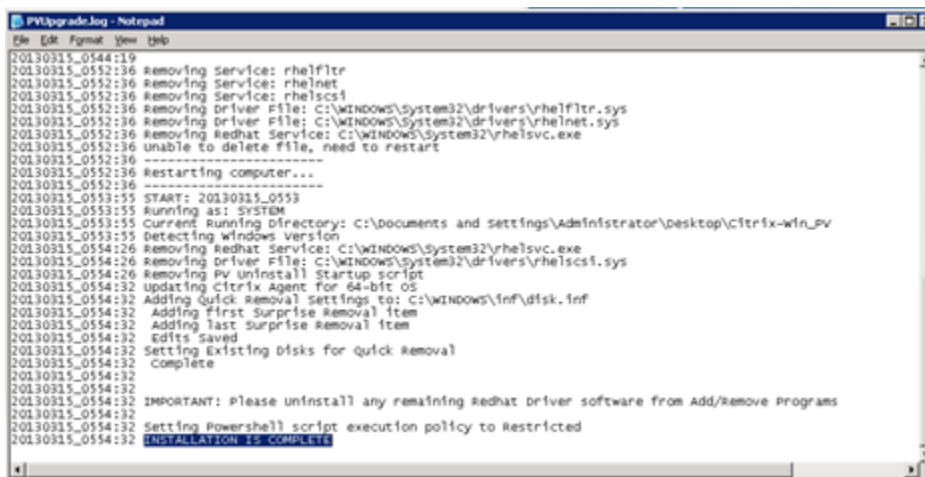 PVUpgrade.log - Notepad
File Edit Format View Help
20130315_0544:19
20130315_0552:36 Removing Service: rhelfltr
20130315_0552:36 Removing Service: rhelnet
20130315_0552:36 Removing Service: rhelscsi
20130315_0552:36 Removing Driver File: C:\WINDOWS\System32\drivers\rhelfltr.sys
20130315_0552:36 Removing Driver File: C:\WINDOWS\System32\drivers\rhelnet.sys
20130315_0552:36 Removing Redhat Service: C:\WINDOWS\System32\rhelsvc.exe
20130315_0552:36 Unable to delete file, need to restart
20130315_0552:36 -----------------------
20130315_0552:36 Restarting computer...
20130315_0552:36 -----------------------
20130315_0553:55 START: 20130315_0553
20130315_0553:55 Running as: SYSTEM
20130315_0553:55 Current Running Directory: C:\Documents and Settings\Administrator\Desktop\Citrix-Win_PV
20130315_0553:55 Detecting Windows Version
20130315_0554:26 Removing Redhat Service: C:\WINDOWS\System32\rhelsvc.exe
20130315_0554:26 Removing Driver File: C:\WINDOWS\System32\drivers\rhelscsi.sys
20130315_0554:26 Removing PV Uninstall Startup script
20130315_0554:32 Updating Citrix Agent for 64-bit OS
20130315_0554:32 Adding Quick Removal Settings to: C:\WINDOWS\inf\disk.inf
20130315_0554:32 Adding first Surprise Removal item
20130315_0554:32 Adding last Surprise Removal item
20130315_0554:32 Edits Saved
20130315_0554:32 Setting Existing Disks for Quick Removal
20130315_0554:32 Complete
20130315_0554:32
20130315_0554:32
20130315_0554:32 IMPORTANT: Please Uninstall any remaining Redhat Driver software from Add/Remove Programs
20130315_0554:32
20130315_0554:32 Setting Powershell script execution policy to Restricted
20130315_0554:32 INSTALLATION IS COMPLETE